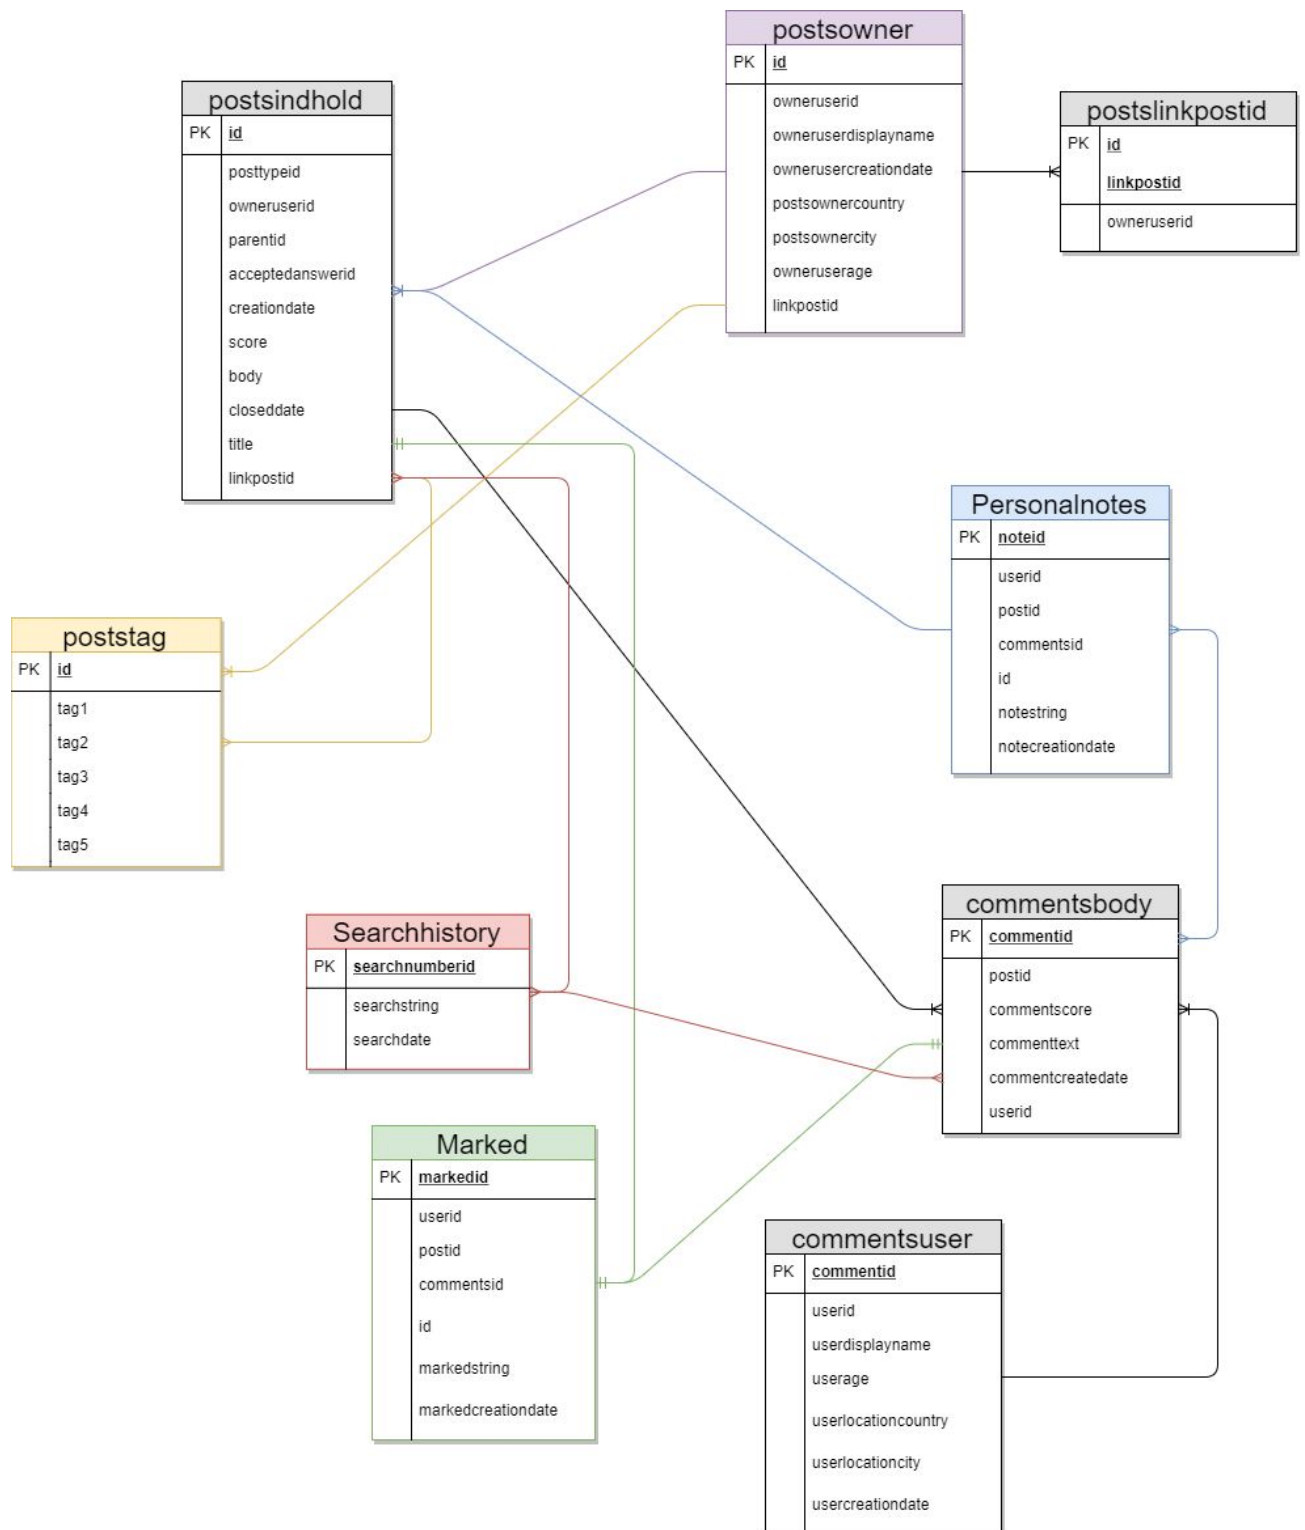 postsowner
PK id
owneruserid
owneruserdisplayname
ownerusercreationdate
postsownercountry
postsownercity
owneruserage
linkpostid
postsindhold
PK id
posttypeid
owneruserid
parentid
acceptedanswerid
creationdate
score
body
closeddate
title
linkpostid
postslinkpostid
PK id
linkpostid
owneruserid
Personalnotes
PK noteid
userid
postid
commentsid
id
notestring
notecreationdate
poststag
PK id
tag1
tag2
tag3
tag4
tag5
Searchhistory
PK searchnumberid
searchstring
searchdate
commentsbody
PK commentid
postid
commentscore
commenttext
commentcreatedate
userid
Marked
PK markedid
userid
postid
commentsid
id
markedstring
markedcreationdate
commentsuser
PK commentid
userid
userdisplayname
userage
userlocationcountry
userlocationcity
usercreationdate